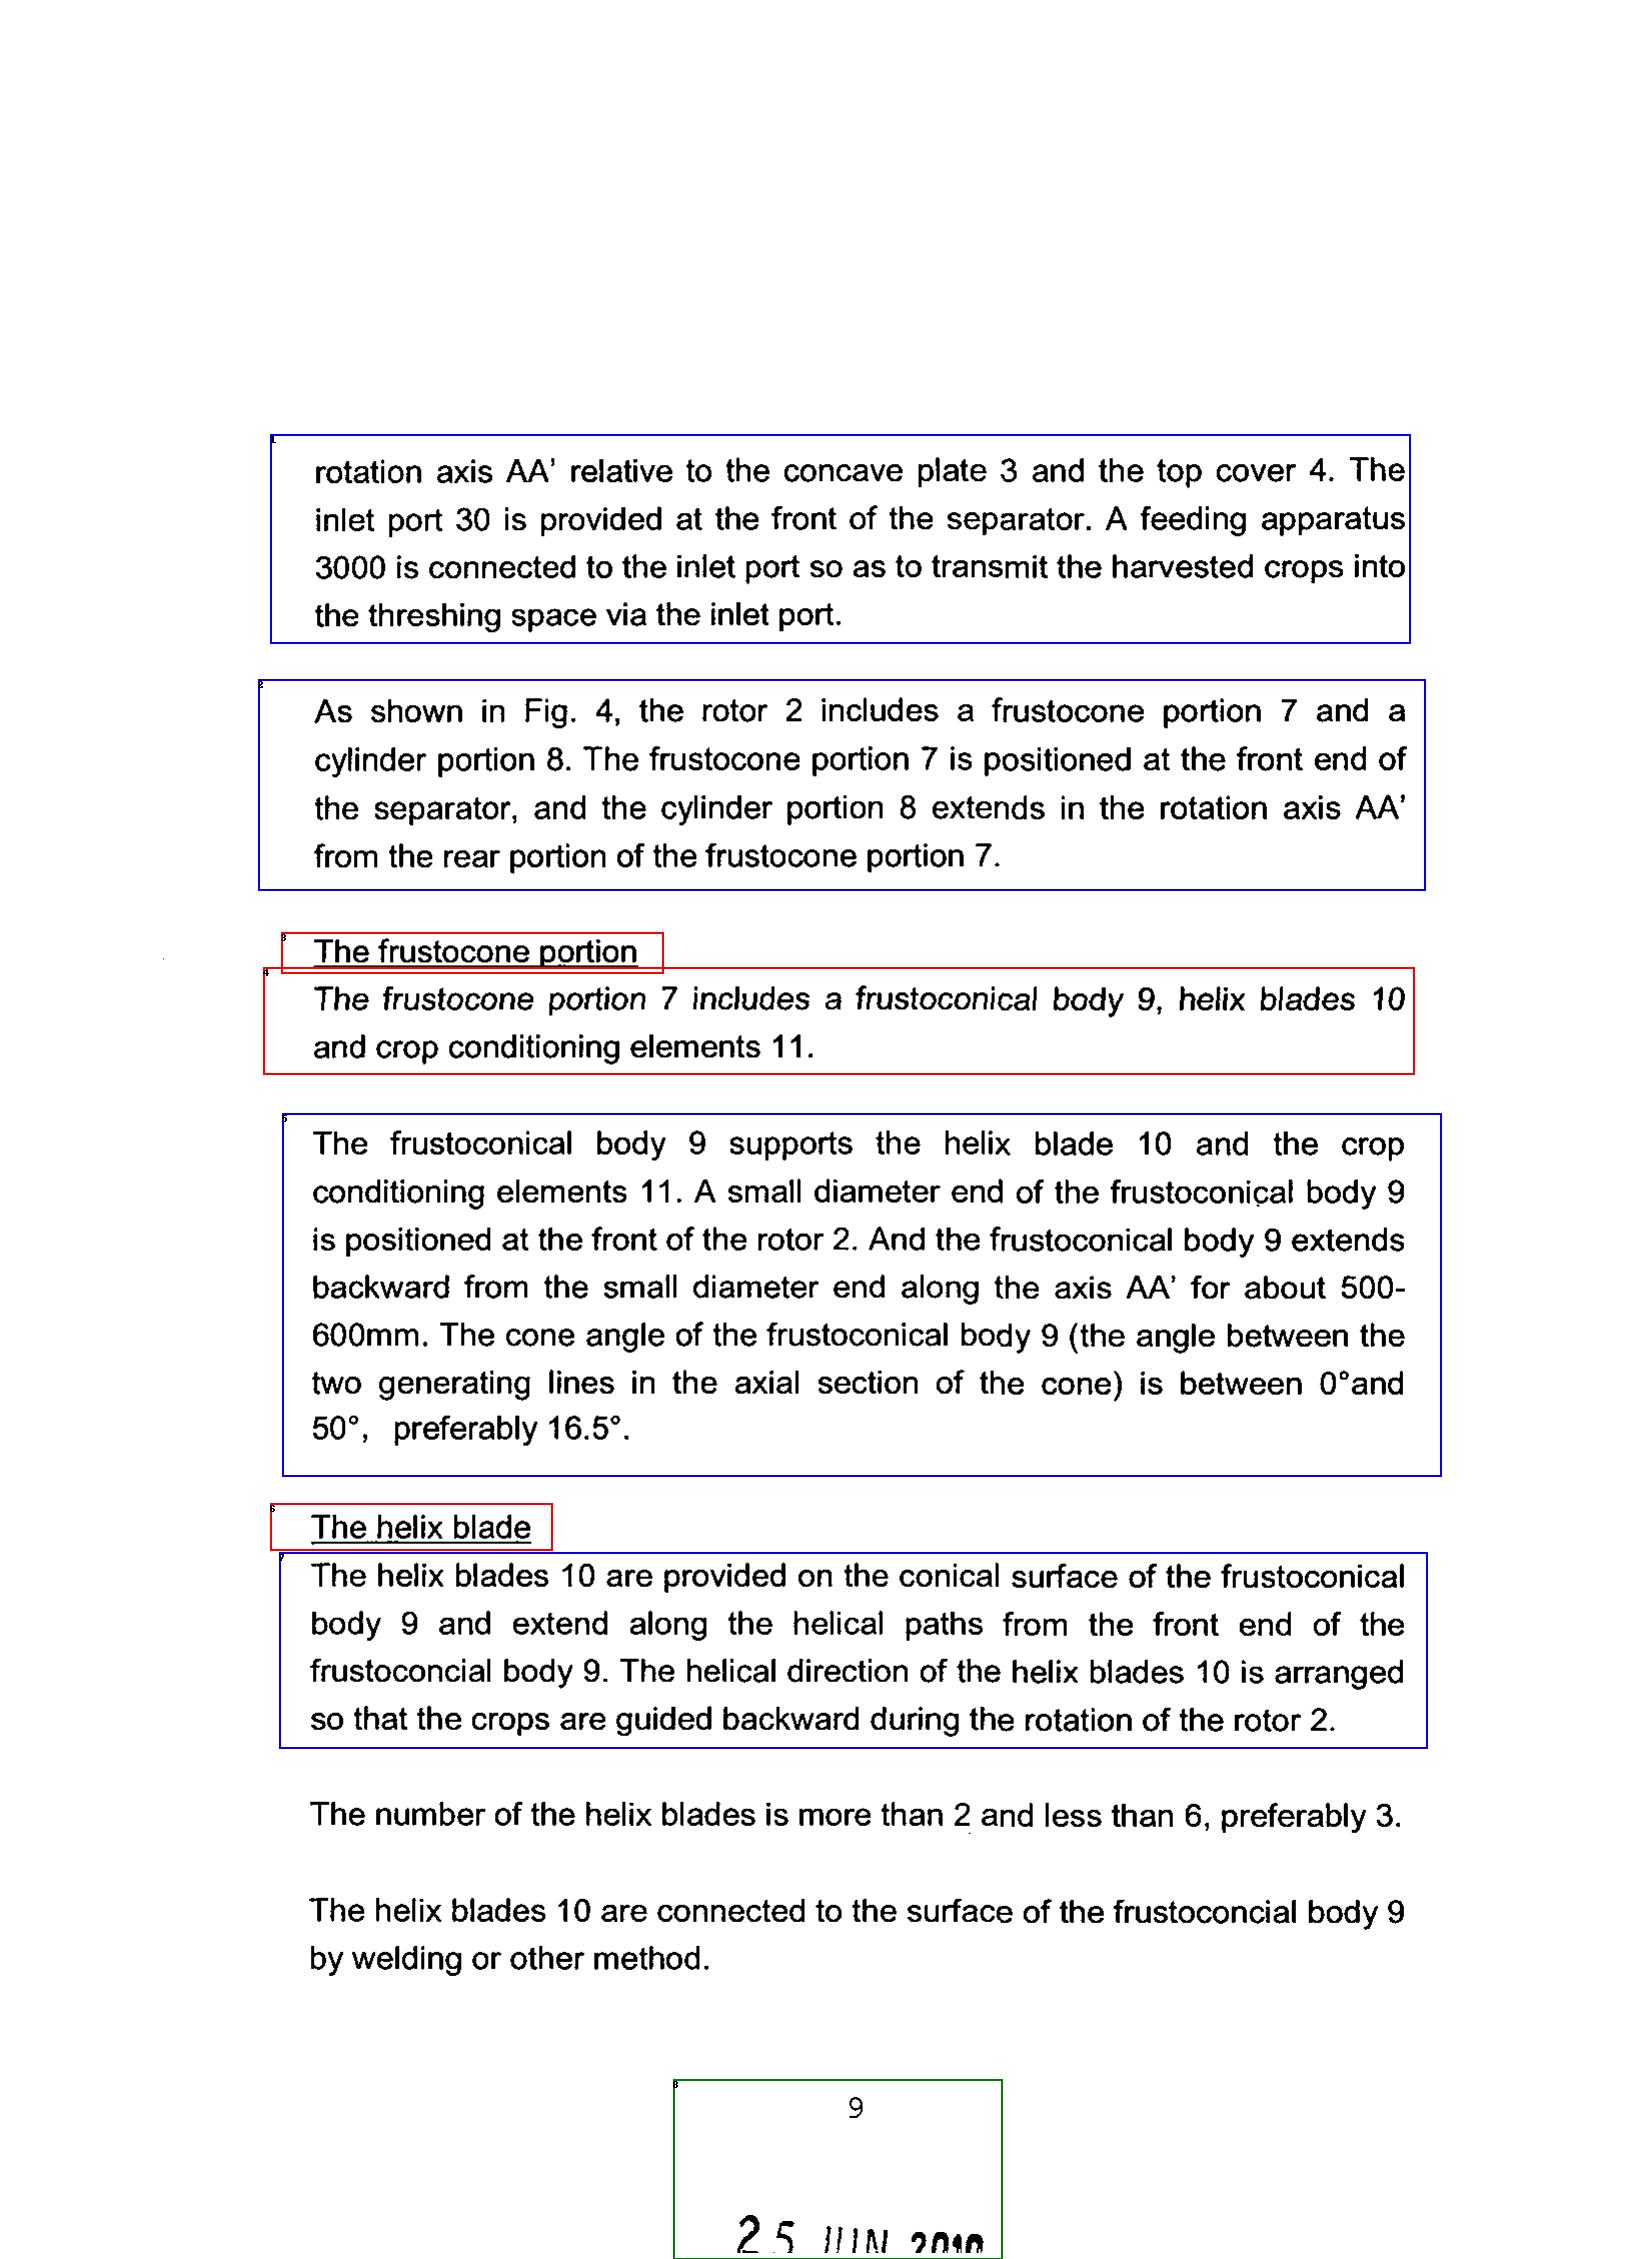 rotation axis AA' relative to the concave plate 3 and the top cover 4. The
inlet port 30 is provided at the front of the separator. A feeding apparatus
3000 is connected to the inlet port so as to transmit the harvested crops into
the threshing space via the inlet port.
As shown in Fig. 4, the rotor 2 includes a frustocone portion 7 and a
cylinder portion 8. The frustocone portion 7 is positioned at the front end of
the separator, and the cylinder portion 8 extends in the rotation axis AA'
from the rear portion of the frustocone portion 7.
The frustocone portion
The frustocone portion 7 includes a frustoconical body 9, helix blades 10
and crop conditioning elements 11.
The frustoconical body 9 supports the helix blade 10 and the crop
conditioning elements 11. A small diameter end of the frustoconical body 9
is positioned at the front of the rotor 2. And the frustoconical body 9 extends
backward from the small diameter end along the axis AA' for about 500-
600mm. The cone angle of the frustoconical body 9 (the angle between the
two generating lines in the axial section of the cone) is between 0°and
50°, preferably 16.5°.
The helix blade
The helix blades 10 are provided on the conical surface of the frustoconical
body 9 and extend along the helical paths from the front end of the
frustoconcial body 9. The helical direction of the helix blades 10 is arranged
so that the crops are guided backward during the rotation of the rotor 2.
The number of the helix blades is more than 2 and less than 6, preferably 3.
The helix blades 10 are connected to the surface of the frustoconcial body 9
by welding or other method.
9
25 JUN 2010